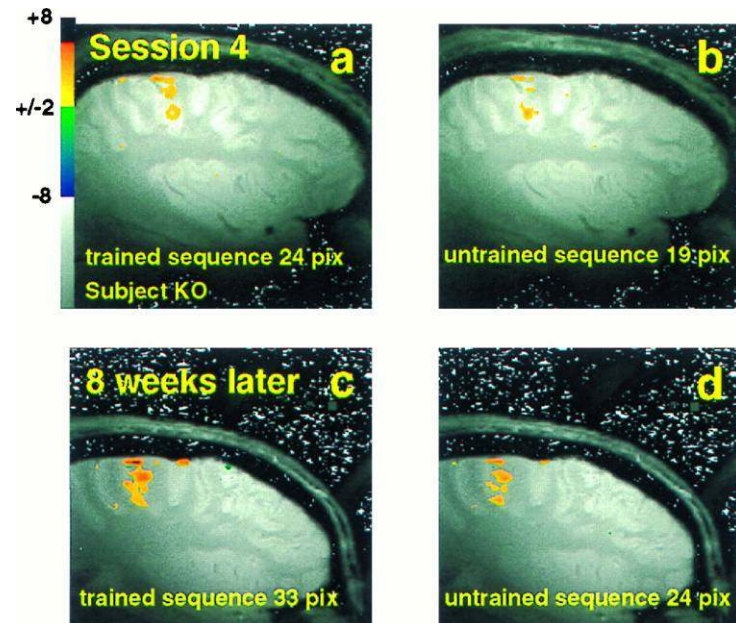 +8
+/-2
-8
Session 4
a
trained sequence 24 pix
Subject KO
b
untrained sequence 19 pix
8 weeks later
c
trained sequence 33 pix
d
untrained sequence 24 pix